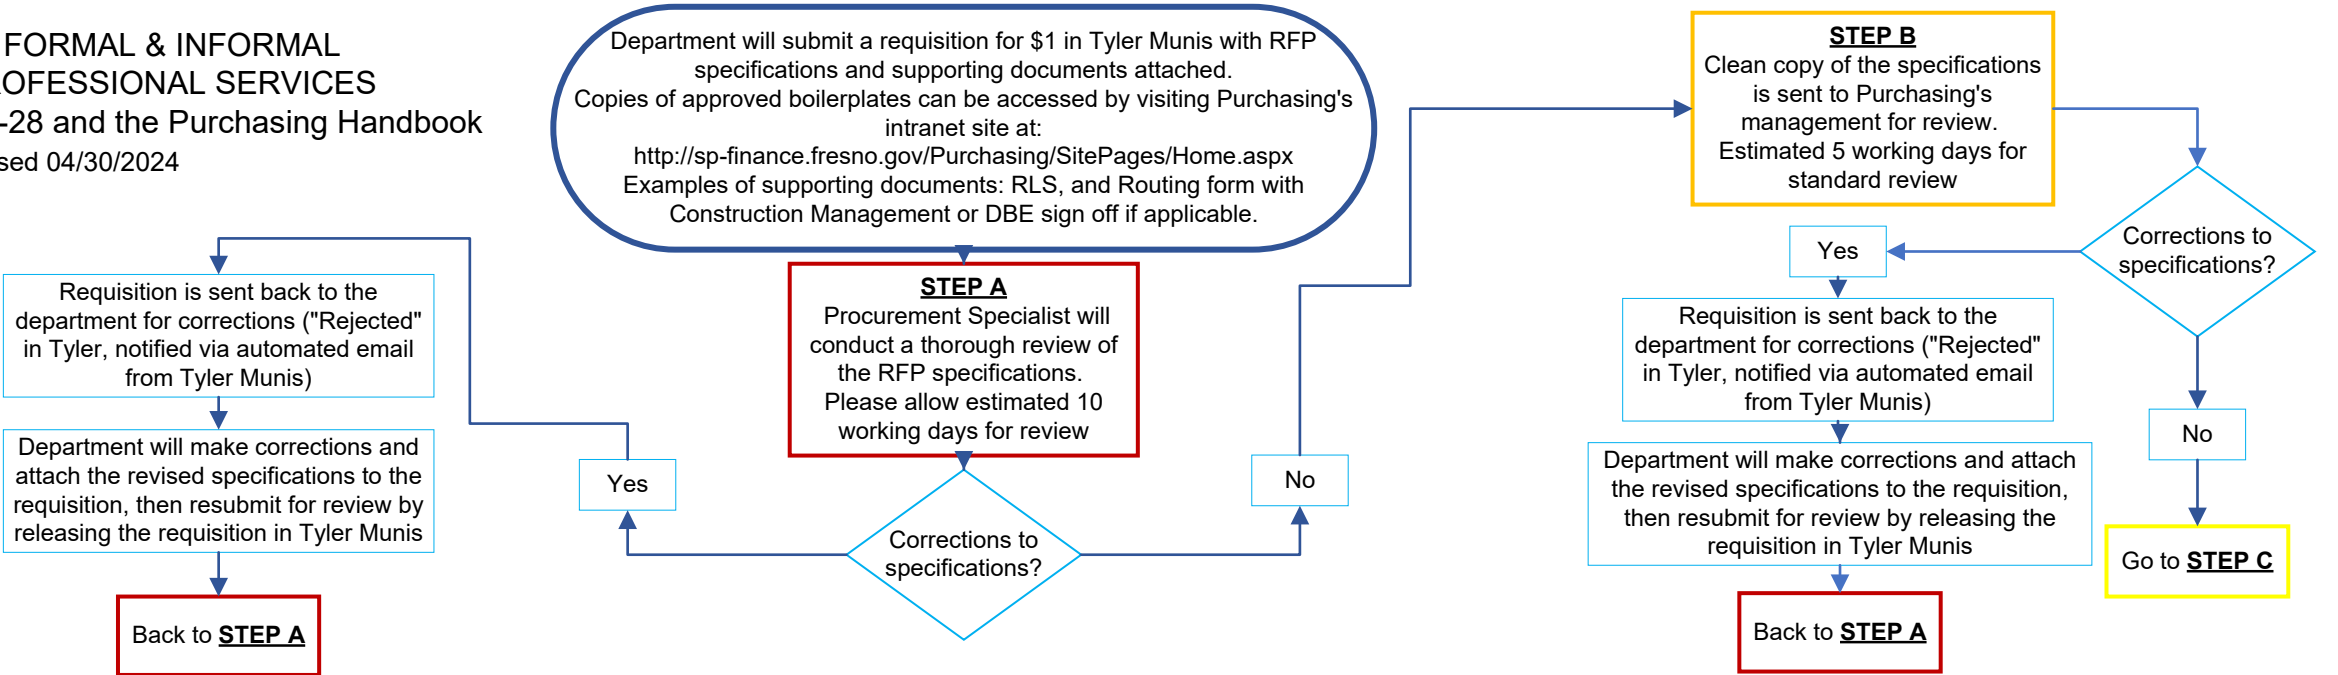 FORMAL & INFORMAL
OFESSIONAL SERVICES
-28 and the Purchasing Handbook
sed 04/30/2024
Department will submit a requisition for $1 in Tyler Munis with RFP
specifications and supporting documents attached.
Copies of approved boilerplates can be accessed by visiting Purchasing's
intranet site at:
http://sp-finance.fresno.gov/Purchasing/SitePages/Home.aspx
Examples of supporting documents: RLS, and Routing form with
Construction Management or DBE sign off if applicable.
STEP A
Procurement Specialist will
conduct a thorough review of
the RFP specifications.
Please allow estimated 10
working days for review
Corrections to
specifications?
Yes
Requisition is sent back to the
department for corrections ("Rejected"
in Tyler, notified via automated email
from Tyler Munis)
Department will make corrections and
attach the revised specifications to the
requisition, then resubmit for review by
releasing the requisition in Tyler Munis
Back to STEP A
No
STEP B
Clean copy of the specifications
is sent to Purchasing's
management for review.
Estimated 5 working days for
standard review
Corrections to
specifications?
Yes
Requisition is sent back to the
department for corrections ("Rejected"
in Tyler, notified via automated email
from Tyler Munis)
Department will make corrections and attach
the revised specifications to the requisition,
then resubmit for review by releasing the
requisition in Tyler Munis
Back to STEP A
No
Go to STEP C